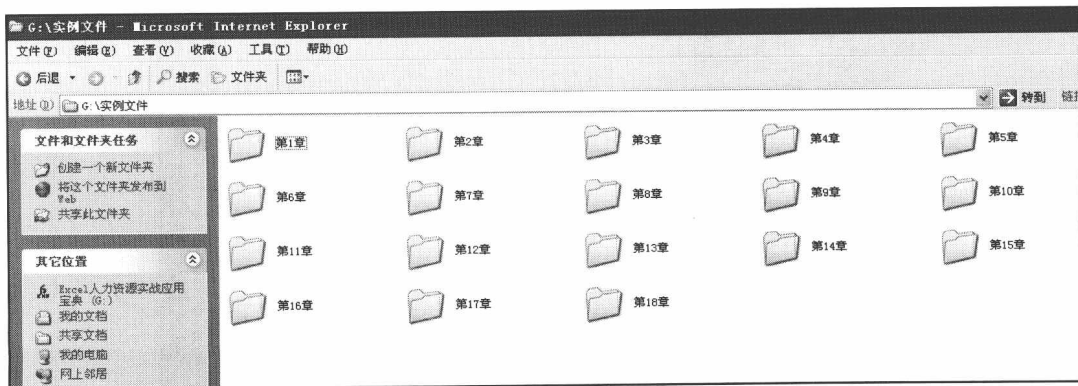 G:\实例文件 - Microsoft Internet Explorer
文件(F) 编辑(E) 查看(V) 收藏(A) 工具(T) 帮助(H)
后退 搜索 文件夹
地址(D) G:\实例文件 转到 链接
文件和文件夹任务
创建一个新文件夹
将这个文件夹发布到
Web
共享此文件夹
其它位置
Excel人力资源实战应用
宝典 (G:)
我的文档
共享文档
我的电脑
网上邻居
第1章 第2章 第3章 第4章 第5章
第6章 第7章 第8章 第9章 第10章
第11章 第12章 第13章 第14章 第15章
第16章 第17章 第18章